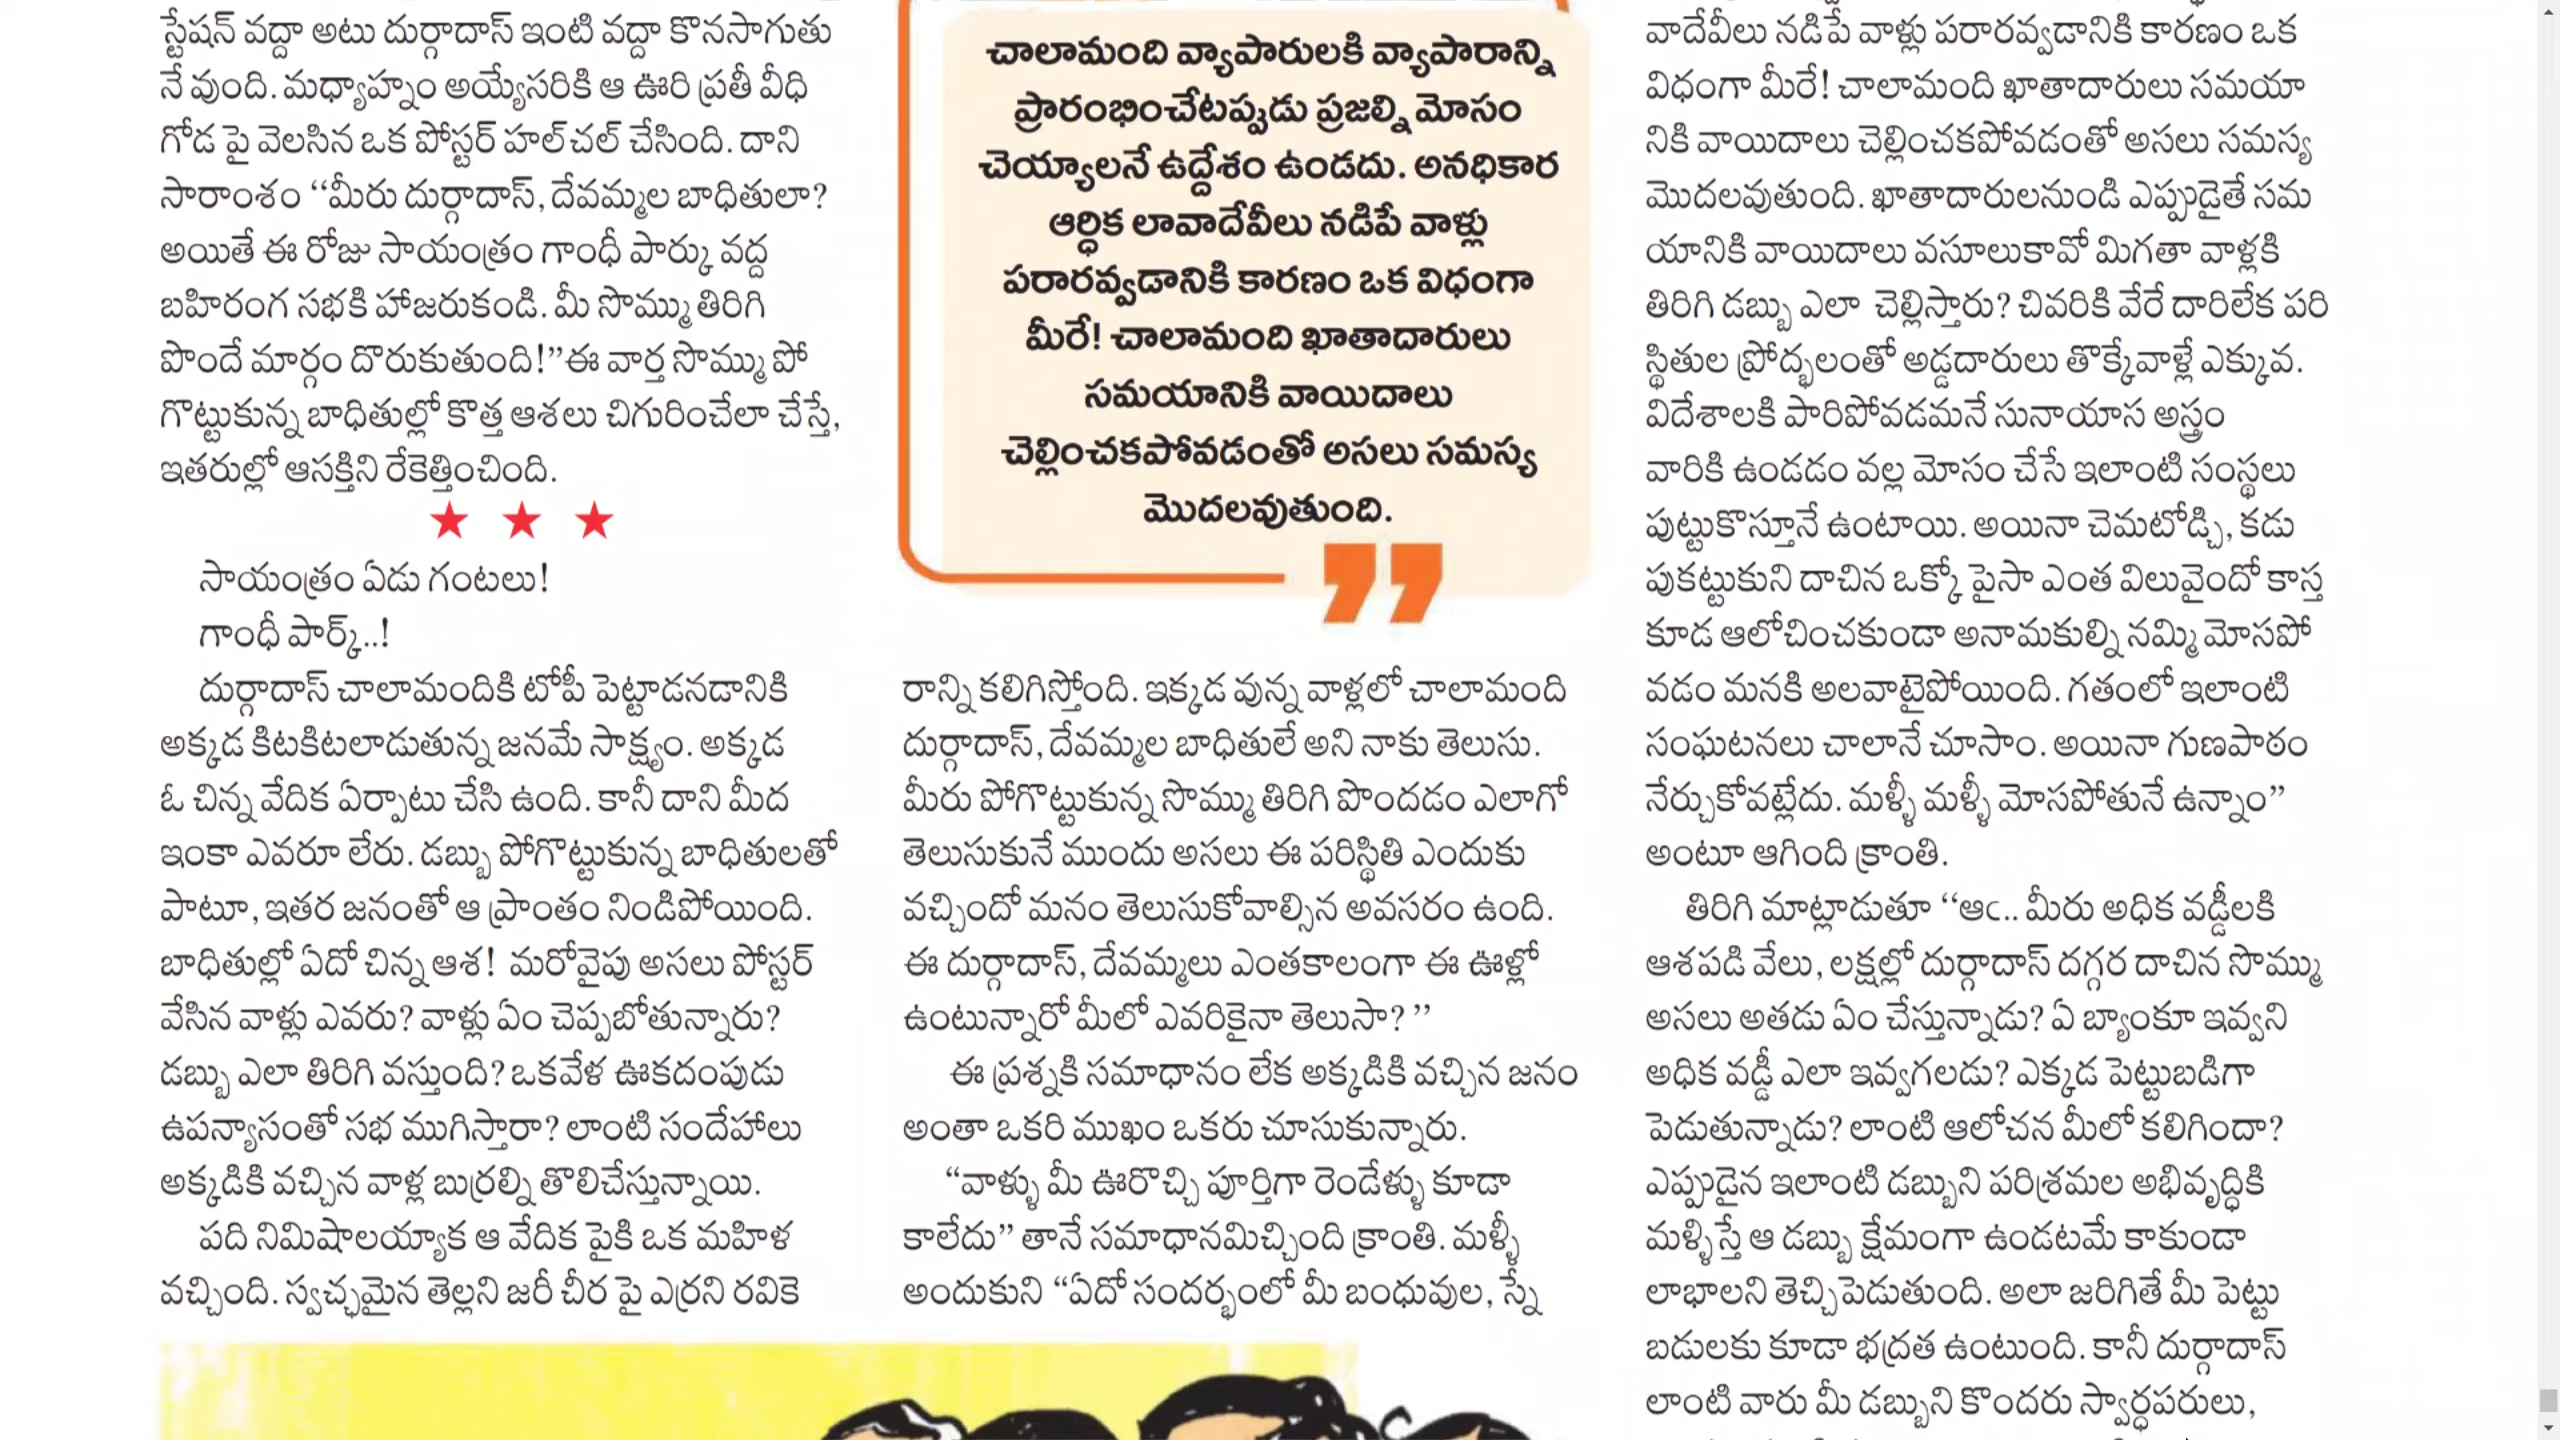 స్టేషన్ వద్దా అటు దుర్గాదాస్ ఇంటి వద్దా కొనసాగుతు
నే వుంది. మధ్యాహ్నం అయ్యేసరికి ఆ ఊరి ప్రతీ వీధి
గోడ పై వెలసిన ఒక పోస్టర్ హల్‌చల్ చేసింది. దాని
సారాంశం “మీరు దుర్గాదాస్, దేవమ్మల బాధితులా?
అయితే ఈ రోజు సాయంత్రం గాంధీ పార్కు వద్ద
బహిరంగ సభకి హాజరుకండి. మీ సొమ్ము తిరిగి
పొందే మార్గం దొరుకుతుంది!”ఈ వార్త సొమ్ము పో
గొట్టుకున్న బాధితుల్లో కొత్త ఆశలు చిగురించేలా చేస్తే,
ఇతరుల్లో ఆసక్తిని రేకెత్తించింది.
★ ★ ★
సాయంత్రం ఏడు గంటలు!
గాంధీ పార్క్..!
దుర్గాదాస్ చాలామందికి టోపీ పెట్టాడనడానికి
అక్కడ కిటకిటలాడుతున్న జనమే సాక్ష్యం. అక్కడ
ఓ చిన్న వేదిక ఏర్పాటు చేసి ఉంది. కానీ దాని మీద
ఇంకా ఎవరూ లేరు. డబ్బు పోగొట్టుకున్న బాధితులతో
పాటూ, ఇతర జనంతో ఆ ప్రాంతం నిండిపోయింది.
బాధితుల్లో ఏదో చిన్న ఆశ! మరోవైపు అసలు పోస్టర్
వేసిన వాళ్లు ఎవరు? వాళ్లు ఏం చెప్పబోతున్నారు?
డబ్బు ఎలా తిరిగి వస్తుంది? ఒకవేళ ఊకదంపుడు
ఉపన్యాసంతో సభ ముగిస్తారా? లాంటి సందేహాలు
అక్కడికి వచ్చిన వాళ్ల బుర్రల్ని తొలిచేస్తున్నాయి.
పది నిమిషాలయ్యాక ఆ వేదిక పైకి ఒక మహిళ
వచ్చింది. స్వచ్ఛమైన తెల్లని జరీ చీర పై ఎర్రని రవికె
చాలామంది వ్యాపారులకి వ్యాపారాన్ని
ప్రారంభించేటప్పుడు ప్రజల్ని మోసం
చెయ్యాలనే ఉద్దేశం ఉండదు. అనధికార
ఆర్ధిక లావాదేవీలు నడిపే వాళ్లు
పరారవ్వడానికి కారణం ఒక విధంగా
మీరే! చాలామంది ఖాతాదారులు
సమయానికి వాయిదాలు
చెల్లించకపోవడంతో అసలు సమస్య
మొదలవుతుంది.
”
రాన్ని కలిగిస్తోంది. ఇక్కడ వున్న వాళ్లలో చాలామంది
దుర్గాదాస్, దేవమ్మల బాధితులే అని నాకు తెలుసు.
మీరు పోగొట్టుకున్న సొమ్ము తిరిగి పొందడం ఎలాగో
తెలుసుకునే ముందు అసలు ఈ పరిస్థితి ఎందుకు
వచ్చిందో మనం తెలుసుకోవాల్సిన అవసరం ఉంది.
ఈ దుర్గాదాస్, దేవమ్మలు ఎంతకాలంగా ఈ ఊళ్లో
ఉంటున్నారో మీలో ఎవరికైనా తెలుసా? ’’
ఈ ప్రశ్నకి సమాధానం లేక అక్కడికి వచ్చిన జనం
అంతా ఒకరి ముఖం ఒకరు చూసుకున్నారు.
“వాళ్ళు మీ ఊరొచ్చి పూర్తిగా రెండేళ్ళు కూడా
కాలేదు” తానే సమాధానమిచ్చింది క్రాంతి. మళ్ళీ
అందుకుని “ఏదో సందర్భంలో మీ బంధువుల, స్నే
వాదేవీలు నడిపే వాళ్లు పరారవ్వడానికి కారణం ఒక
విధంగా మీరే! చాలామంది ఖాతాదారులు సమయా
నికి వాయిదాలు చెల్లించకపోవడంతో అసలు సమస్య
మొదలవుతుంది. ఖాతాదారులనుండి ఎప్పుడైతే సమ
యానికి వాయిదాలు వసూలుకావో మిగతా వాళ్లకి
తిరిగి డబ్బు ఎలా చెల్లిస్తారు? చివరికి వేరే దారిలేక పరి
స్థితుల ప్రోద్బలంతో అడ్డదారులు తొక్కేవాళ్లే ఎక్కువ.
విదేశాలకి పారిపోవడమనే సునాయాస అస్త్రం
వారికి ఉండడం వల్ల మోసం చేసే ఇలాంటి సంస్థలు
పుట్టుకొస్తూనే ఉంటాయి. అయినా చెమటోడ్చి, కడు
పుకట్టుకుని దాచిన ఒక్కో పైసా ఎంత విలువైందో కాస్త
కూడ ఆలోచించకుండా అనామకుల్ని నమ్మి మోసపో
వడం మనకి అలవాటైపోయింది. గతంలో ఇలాంటి
సంఘటనలు చాలానే చూసాం. అయినా గుణపాఠం
నేర్చుకోవట్లేదు. మళ్ళీ మళ్ళీ మోసపోతునే ఉన్నాం”
అంటూ ఆగింది క్రాంతి.
తిరిగి మాట్లాడుతూ “ఆఁ.. మీరు అధిక వడ్డీలకి
ఆశపడి వేలు, లక్షల్లో దుర్గాదాస్ దగ్గర దాచిన సొమ్ము
అసలు అతడు ఏం చేస్తున్నాడు? ఏ బ్యాంకూ ఇవ్వని
అధిక వడ్డీ ఎలా ఇవ్వగలడు? ఎక్కడ పెట్టుబడిగా
పెడుతున్నాడు? లాంటి ఆలోచన మీలో కలిగిందా?
ఎప్పుడైన ఇలాంటి డబ్బుని పరిశ్రమల అభివృద్ధికి
మళ్ళిస్తే ఆ డబ్బు క్షేమంగా ఉండటమే కాకుండా
లాభాలని తెచ్చిపెడుతుంది. అలా జరిగితే మీ పెట్టు
బడులకు కూడా భద్రత ఉంటుంది. కానీ దుర్గాదాస్
లాంటి వారు మీ డబ్బుని కొందరు స్వార్థపరులు,